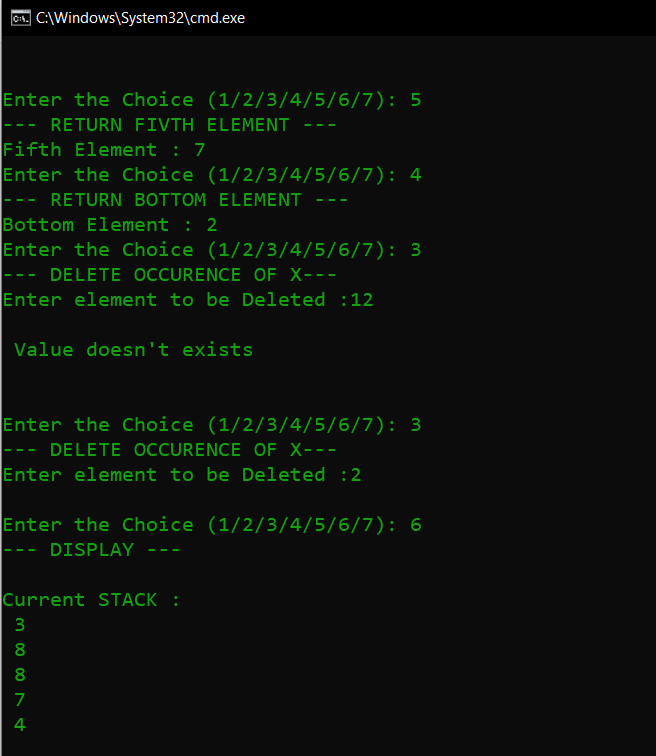 C:\Windows\System32\cmd.exe
Enter the Choice (1/2/3/4/5/6/7): 5
--- RETURN FIVTH ELEMENT ---
Fifth Element : 7
Enter the Choice (1/2/3/4/5/6/7): 4
--- RETURN BOTTOM ELEMENT ---
Bottom Element : 2
Enter the Choice (1/2/3/4/5/6/7): 3
--- DELETE OCCURENCE OF X---
Enter element to be Deleted :12
Value doesn't exists
Enter the Choice (1/2/3/4/5/6/7): 3
--- DELETE OCCURENCE OF X---
Enter element to be Deleted :2
Enter the Choice (1/2/3/4/5/6/7): 6
--- DISPLAY ---
Current STACK :
3
8
8
7
4